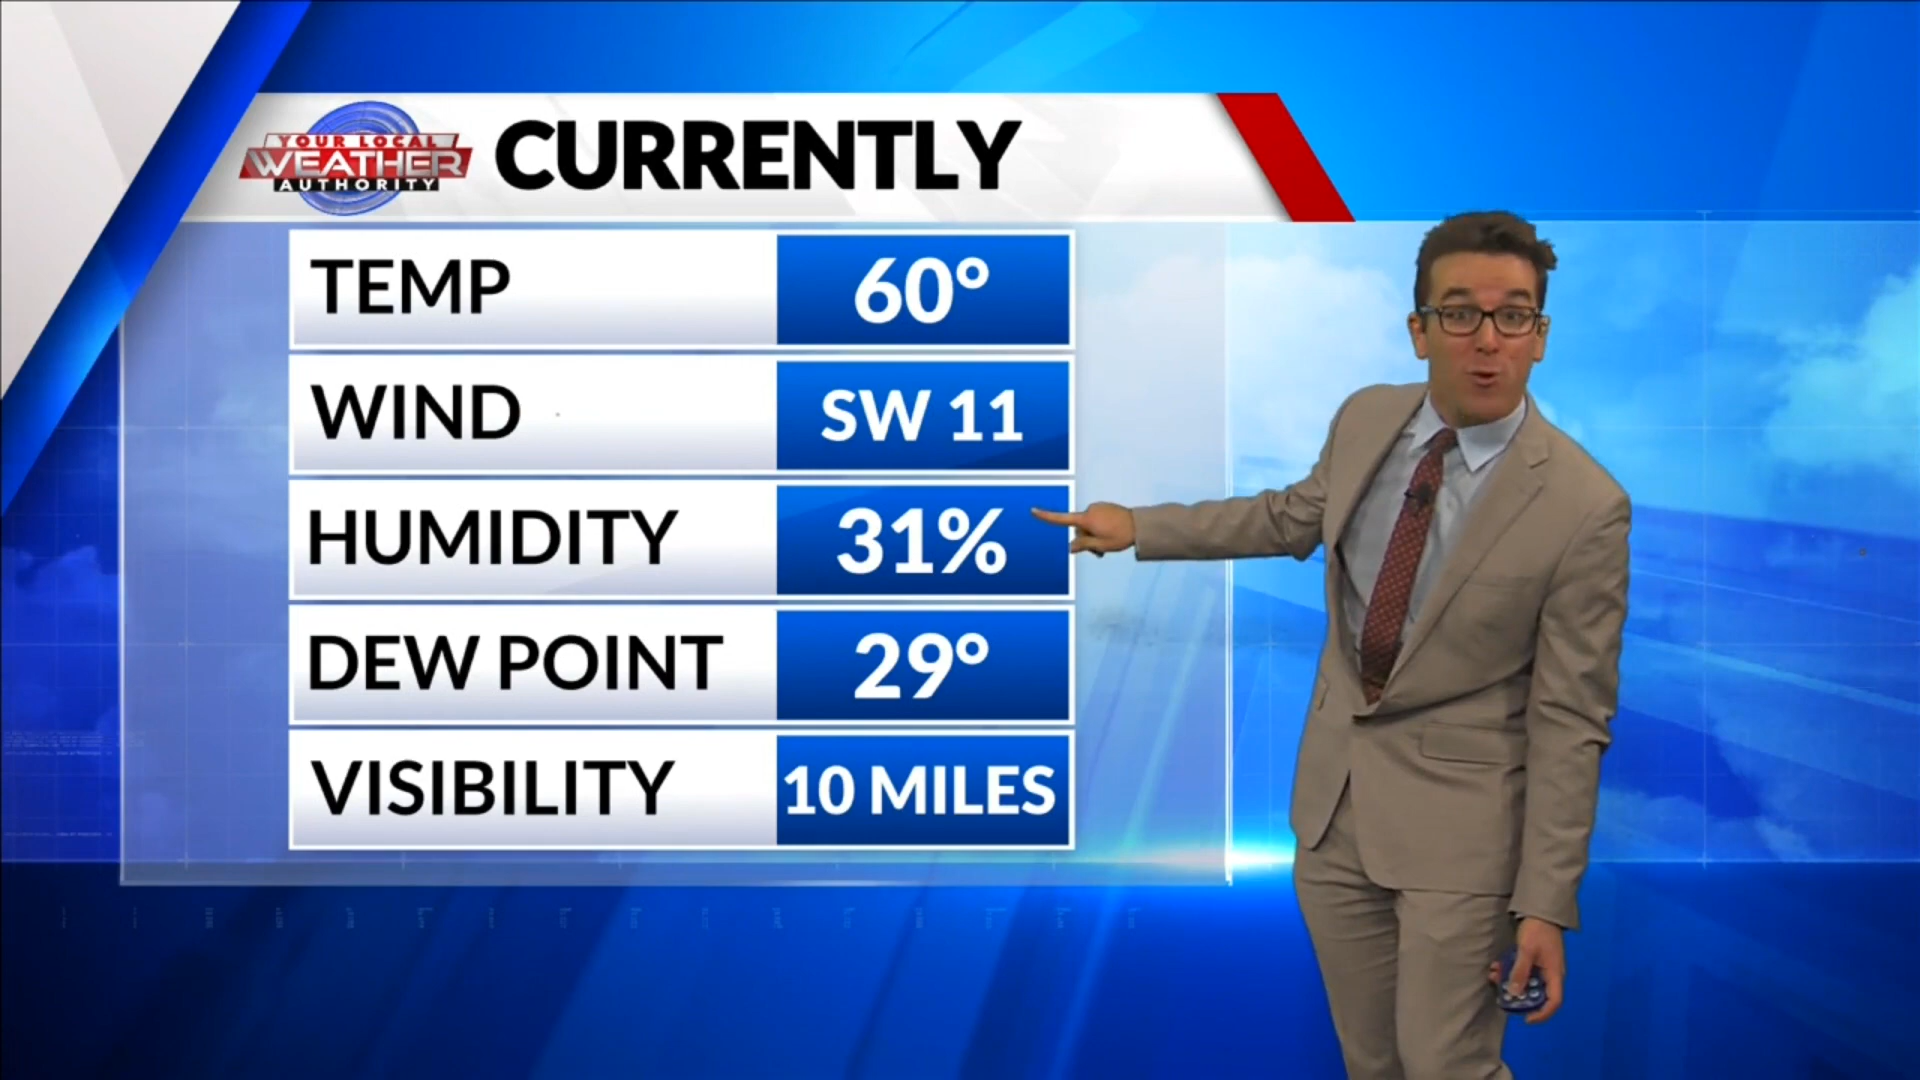 YOUR LOCAL
WEATHER
AUTHORITY
CURRENTLY
TEMP 60°
WIND SW 11
HUMIDITY 31%
DEW POINT 29°
VISIBILITY 10 MILES